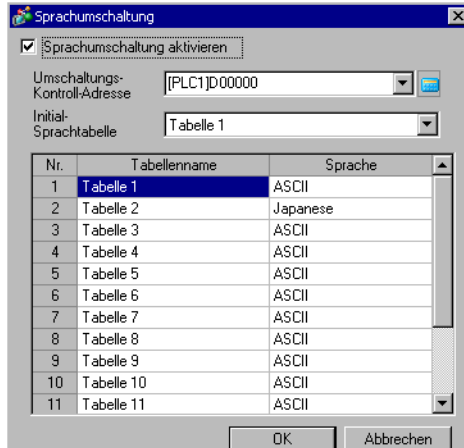 Sprachumschaltung
Sprachumschaltung aktivieren
Umschaltungs-
Kontroll-Adresse
[PLC1]D00000
Initial-
Sprachtabelle
Tabelle 1
Nr. Tabellenname Sprache
1 Tabelle 1 ASCII
2 Tabelle 2 Japanese
3 Tabelle 3 ASCII
4 Tabelle 4 ASCII
5 Tabelle 5 ASCII
6 Tabelle 6 ASCII
7 Tabelle 7 ASCII
8 Tabelle 8 ASCII
9 Tabelle 9 ASCII
10 Tabelle 10 ASCII
11 Tabelle 11 ASCII
OK Abbrechen